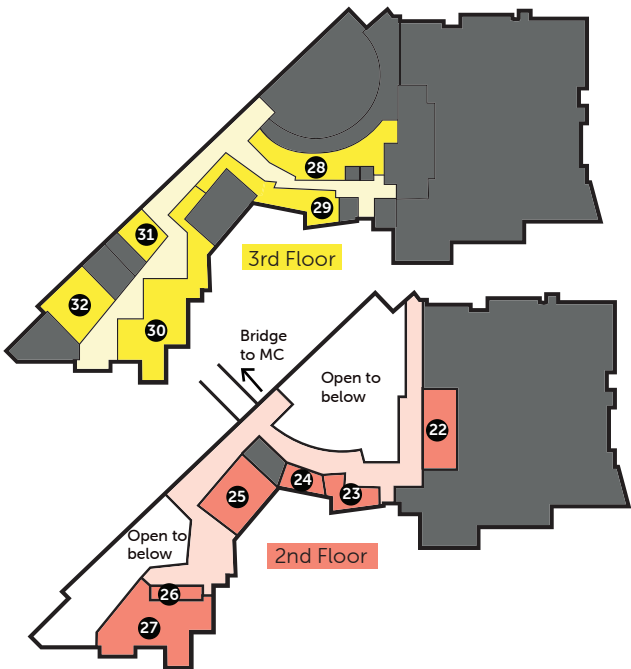 28
29
31
3rd Floor
32
30
Bridge
to MC
Open to
below
22
24
25
23
Open to
below
2nd Floor
26
27